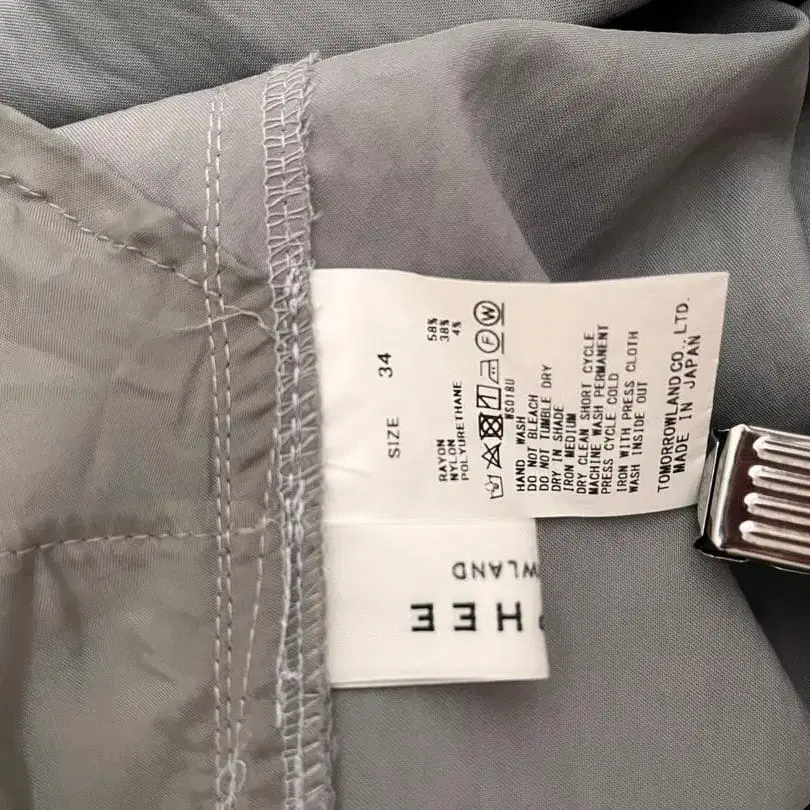 SIZE 34
RAYON 58%
NYLON 38%
POLYURETHANE 4%
W
F
WS018U
HAND WASH
DO NOT BLEACH
DO NOT TUMBLE DRY
DRY IN SHADE
IRON MEDIUM
DRY CLEAN SHORT CYCLE
MACHINE WASH PERMANENT
PRESS CYCLE COLD
IRON WITH PRESS CLOTH
WASH INSIDE OUT
TOMORROWLAND CO., LTD.
MADE IN JAPAN
HEE
WLAND